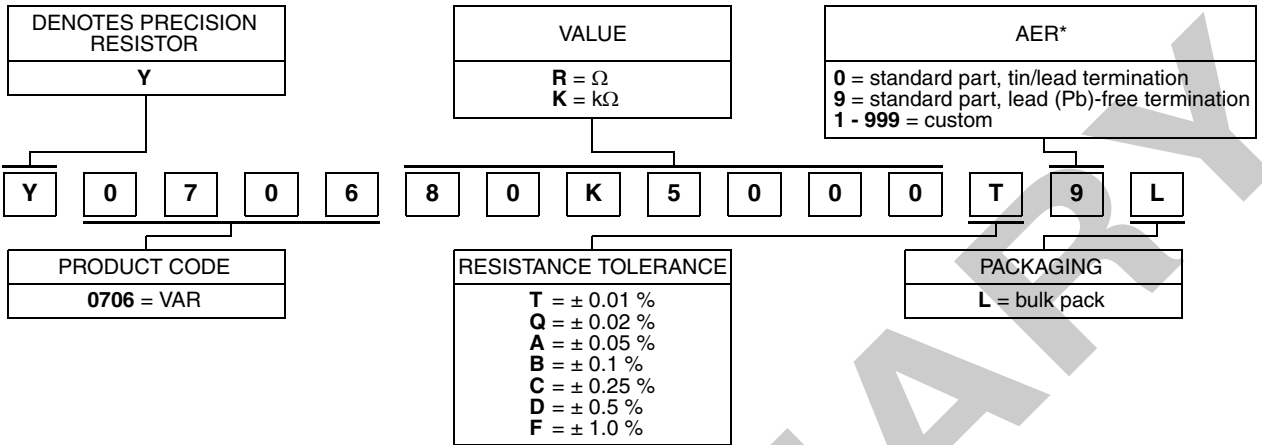 DENOTES PRECISION
RESISTOR
Y
VALUE
R = Ω
K = kΩ
AER*
0 = standard part, tin/lead termination
9 = standard part, lead (Pb)-free termination
1 - 999 = custom
Y 0 7 0 6 8 0 K 5 0 0 0 T 9 L
PRODUCT CODE
0706 = VAR
RESISTANCE TOLERANCE
T = ± 0.01 %
Q = ± 0.02 %
A = ± 0.05 %
B = ± 0.1 %
C = ± 0.25 %
D = ± 0.5 %
F = ± 1.0 %
PACKAGING
L = bulk pack